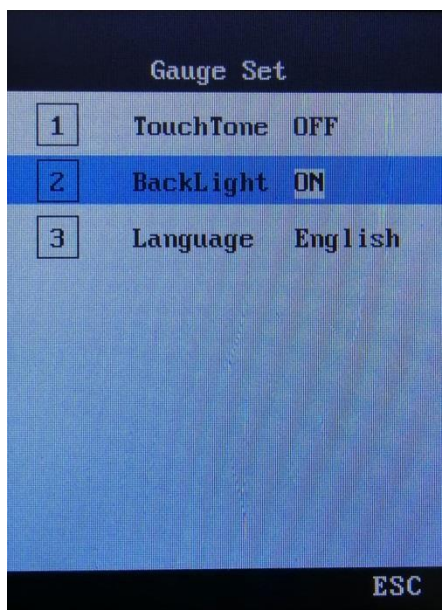 Gauge Set
1 TouchTone OFF
2 BackLight ON
3 Language English
ESC